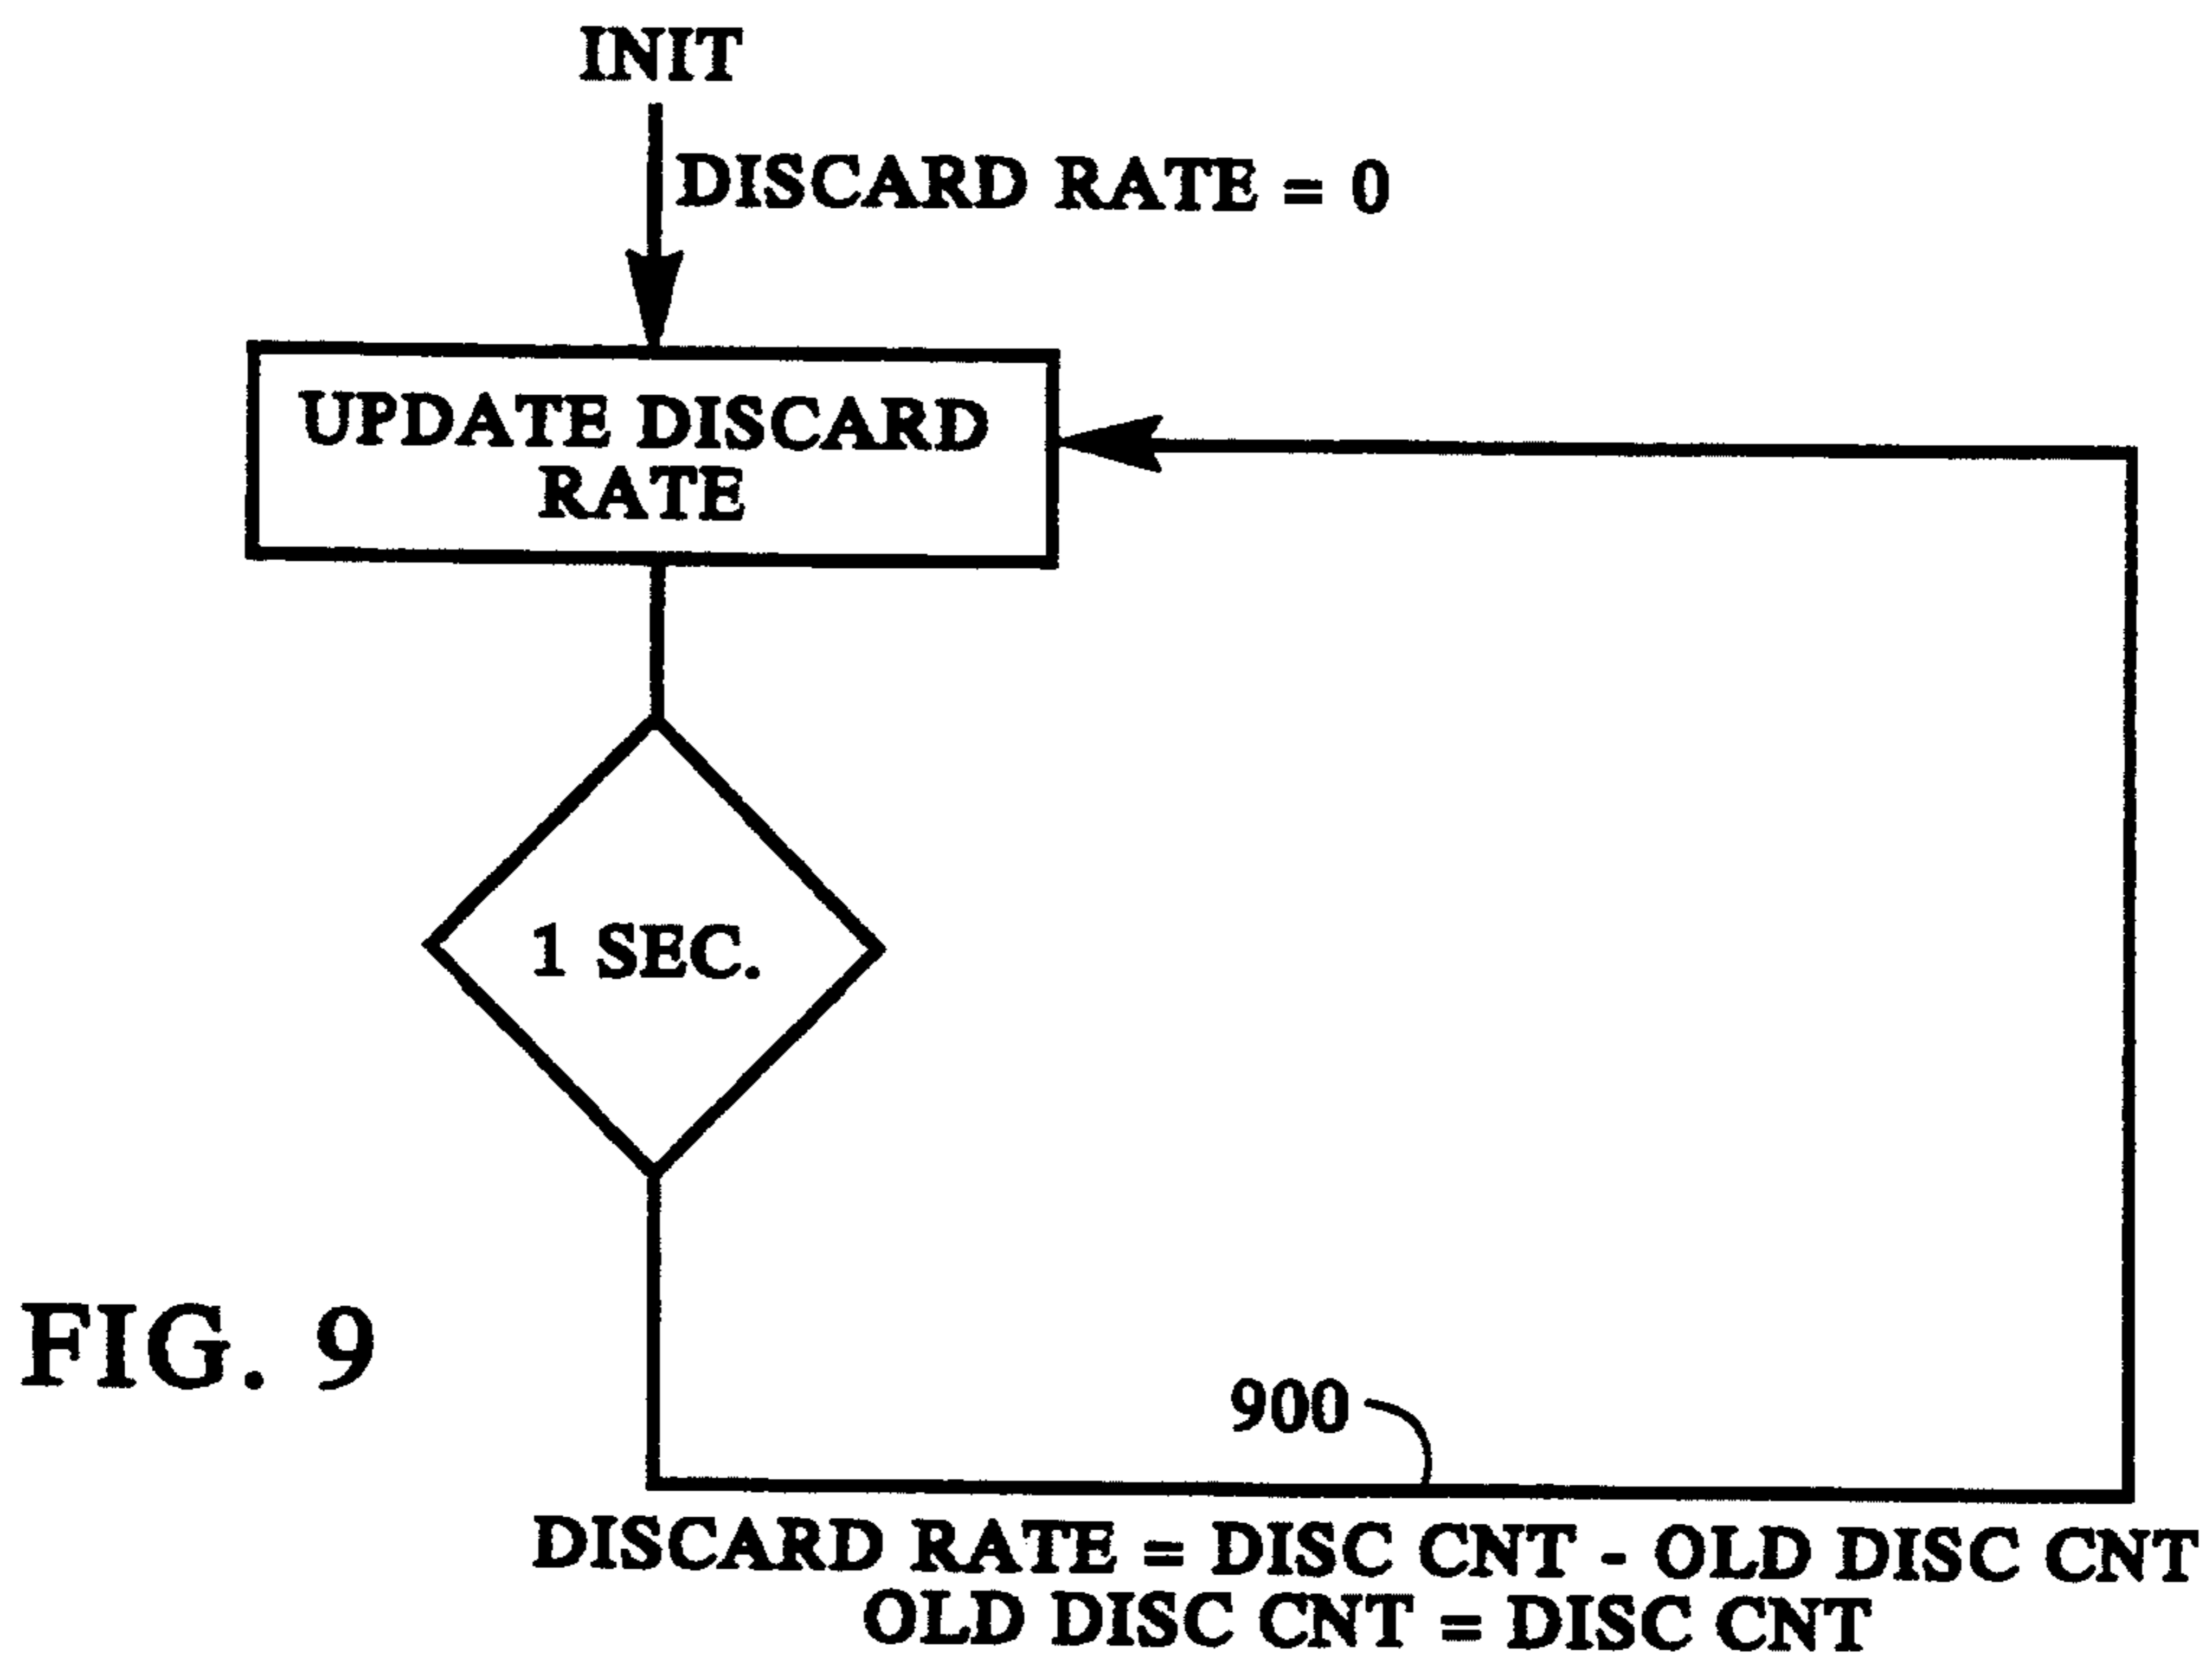 INIT
DISCARD RATE = 0
UPDATE DISCARD
RATE
1 SEC.
FIG. 9
900
DISCARD RATE = DISC CNT - OLD DISC CNT
OLD DISC CNT = DISC CNT